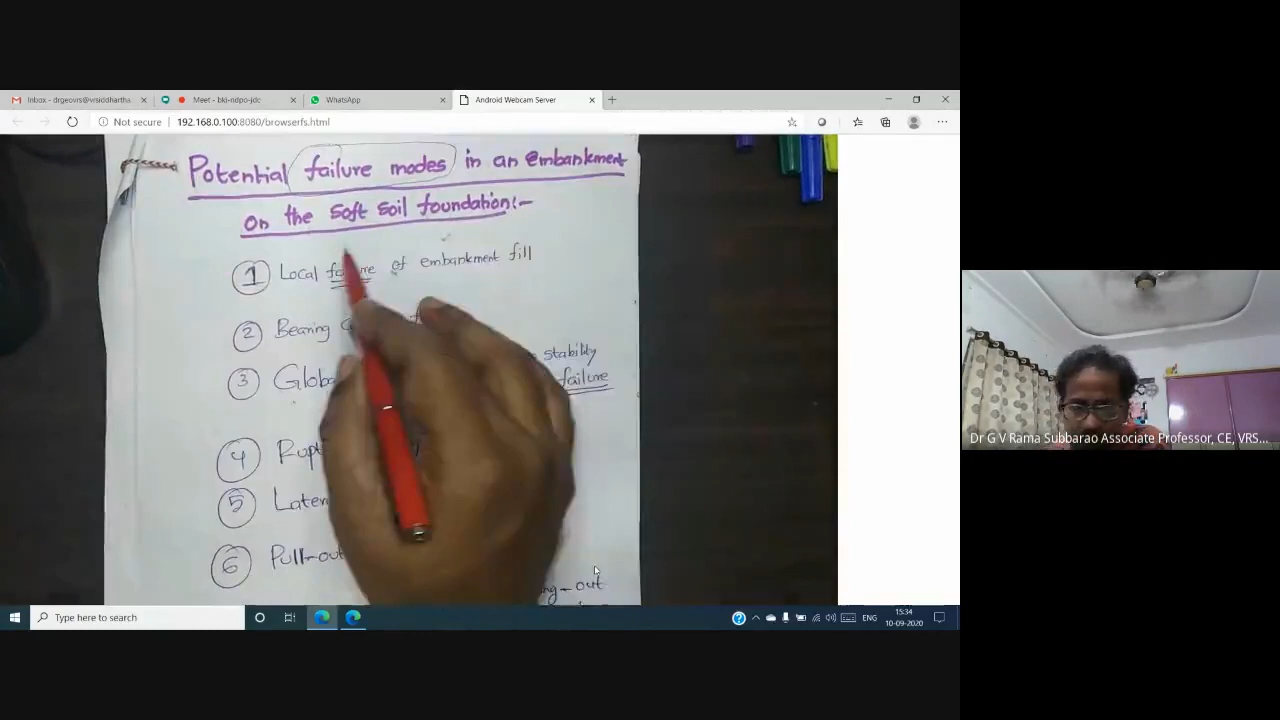 Inbox - drgeovrs@vrsiddhartha
Meet - bki-ndpo-jdc
WhatsApp
Android Webcam Server
Not secure
192.168.0.100:8080/browserfs.html
Potential failure modes in an embankment
on the soft soil foundation:-
1 Local failure of embankment fill
2 Bearing
stability
3 failure
4
5
6 Pull-out
out
Dr G V Rama Subbarao Associate Professor, CE, VRS...
Type here to search
ENG
15:34
10-09-2020